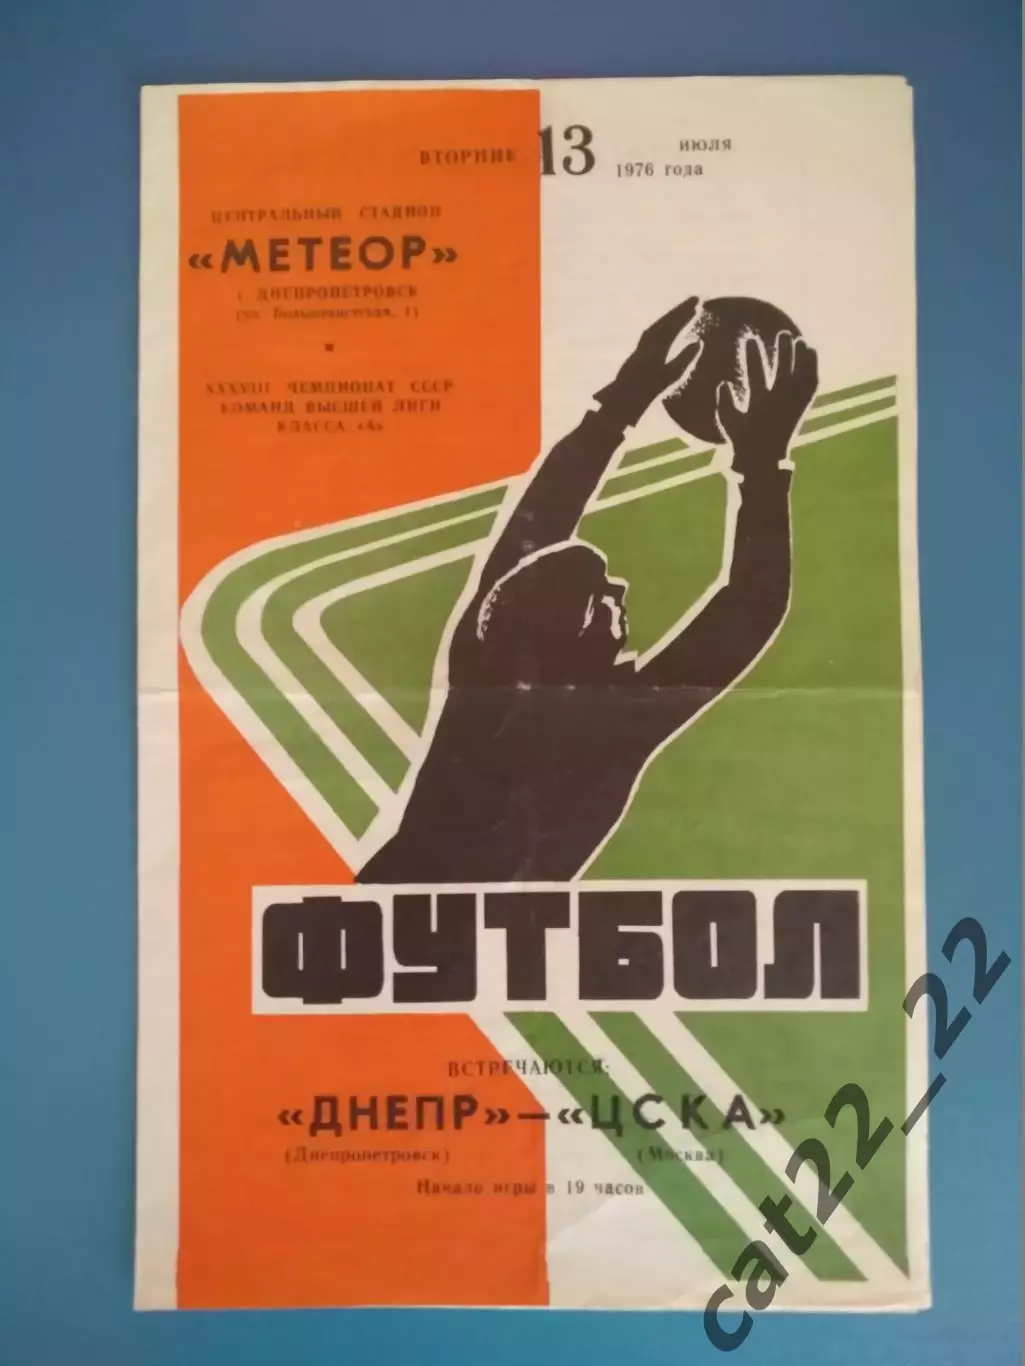 ВТОРНИК 13 ИЮЛЯ
1976 года
ЦЕНТРАЛЬНЫЙ СТАДИОН
«МЕТЕОР»
г. ДНЕПРОПЕТРОВСК
(ул. Большевистская, 1)
XXXVIII ЧЕМПИОНАТ СССР
КОМАНД ВЫСШЕЙ ЛИГИ
КЛАССА «А»
ФУТБОЛ
ВСТРЕЧАЮТСЯ:
«ДНЕПР» — «ЦСКА»
(Днепропетровск) (Москва)
Начало игры в 19 часов
cat22_22